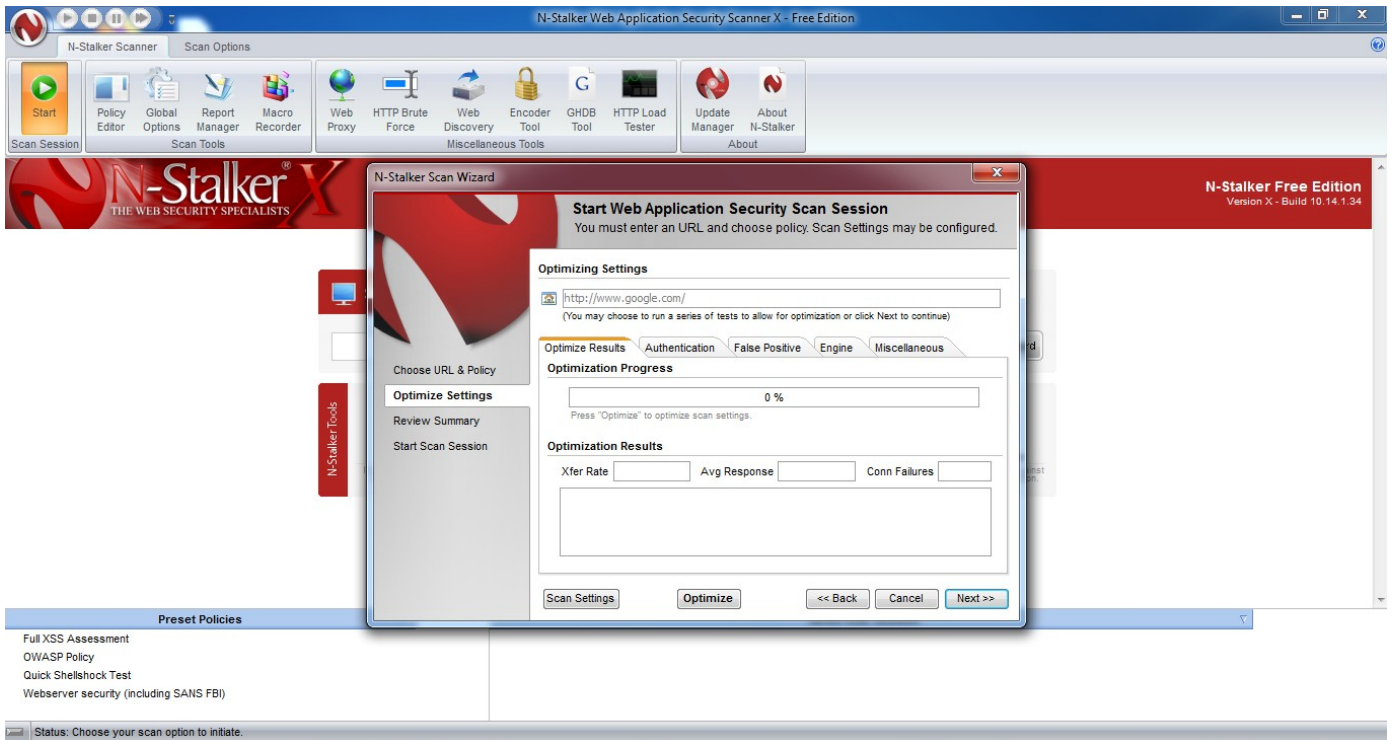 N-Stalker Web Application Security Scanner X - Free Edition
N-Stalker Scanner
Scan Options
Start
Policy Editor
Global Options
Report Manager
Macro Recorder
Web Proxy
HTTP Brute Force
Web Discovery
Encoder Tool
GHDB Tool
HTTP Load Tester
Update Manager
About N-Stalker
Scan Session
Scan Tools
Miscellaneous Tools
About
N-Stalker® X
THE WEB SECURITY SPECIALISTS
N-Stalker Free Edition
Version X - Build 10.14.1.34
N-Stalker Tools
N-Stalker Scan Wizard
Start Web Application Security Scan Session
You must enter an URL and choose policy. Scan Settings may be configured.
Choose URL & Policy
Optimize Settings
Review Summary
Start Scan Session
Optimizing Settings
http://www.google.com/
(You may choose to run a series of tests to allow for optimization or click Next to continue)
Optimize Results
Authentication
False Positive
Engine
Miscellaneous
Optimization Progress
0 %
Press "Optimize" to optimize scan settings.
Optimization Results
Xfer Rate
Avg Response
Conn Failures
Scan Settings
Optimize
<< Back
Cancel
Next >>
Preset Policies
Full XSS Assessment
OWASP Policy
Quick Shellshock Test
Webserver security (including SANS FBI)
Status: Choose your scan option to initiate.